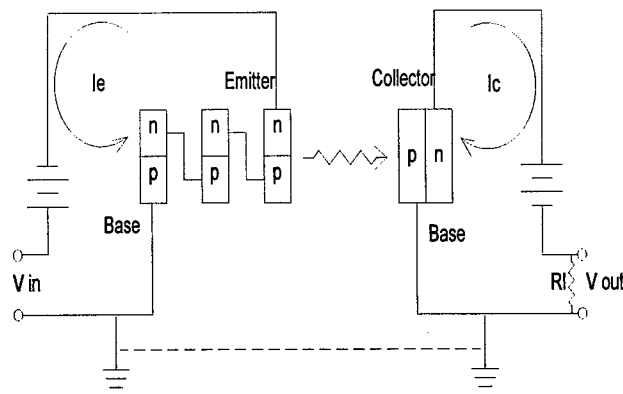 Ie
Emitter
Collector
Ic
n
n
n
p
n
p
p
p
Base
Base
V in
Rl
V out